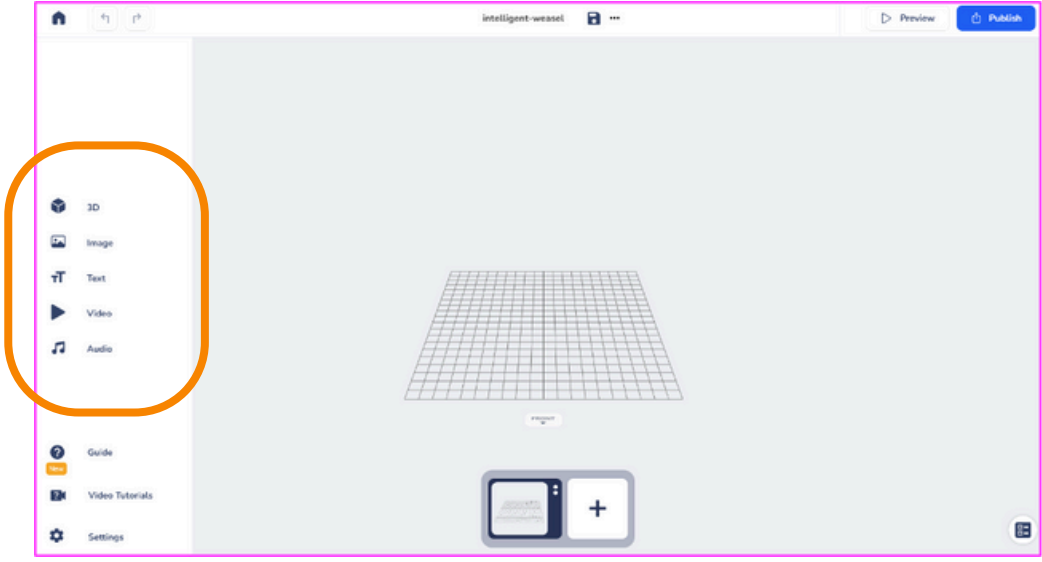 intelligent-weasel
Preview
Publish
3D
Image
Text
Video
Audio
Guide
New
Video Tutorials
Settings